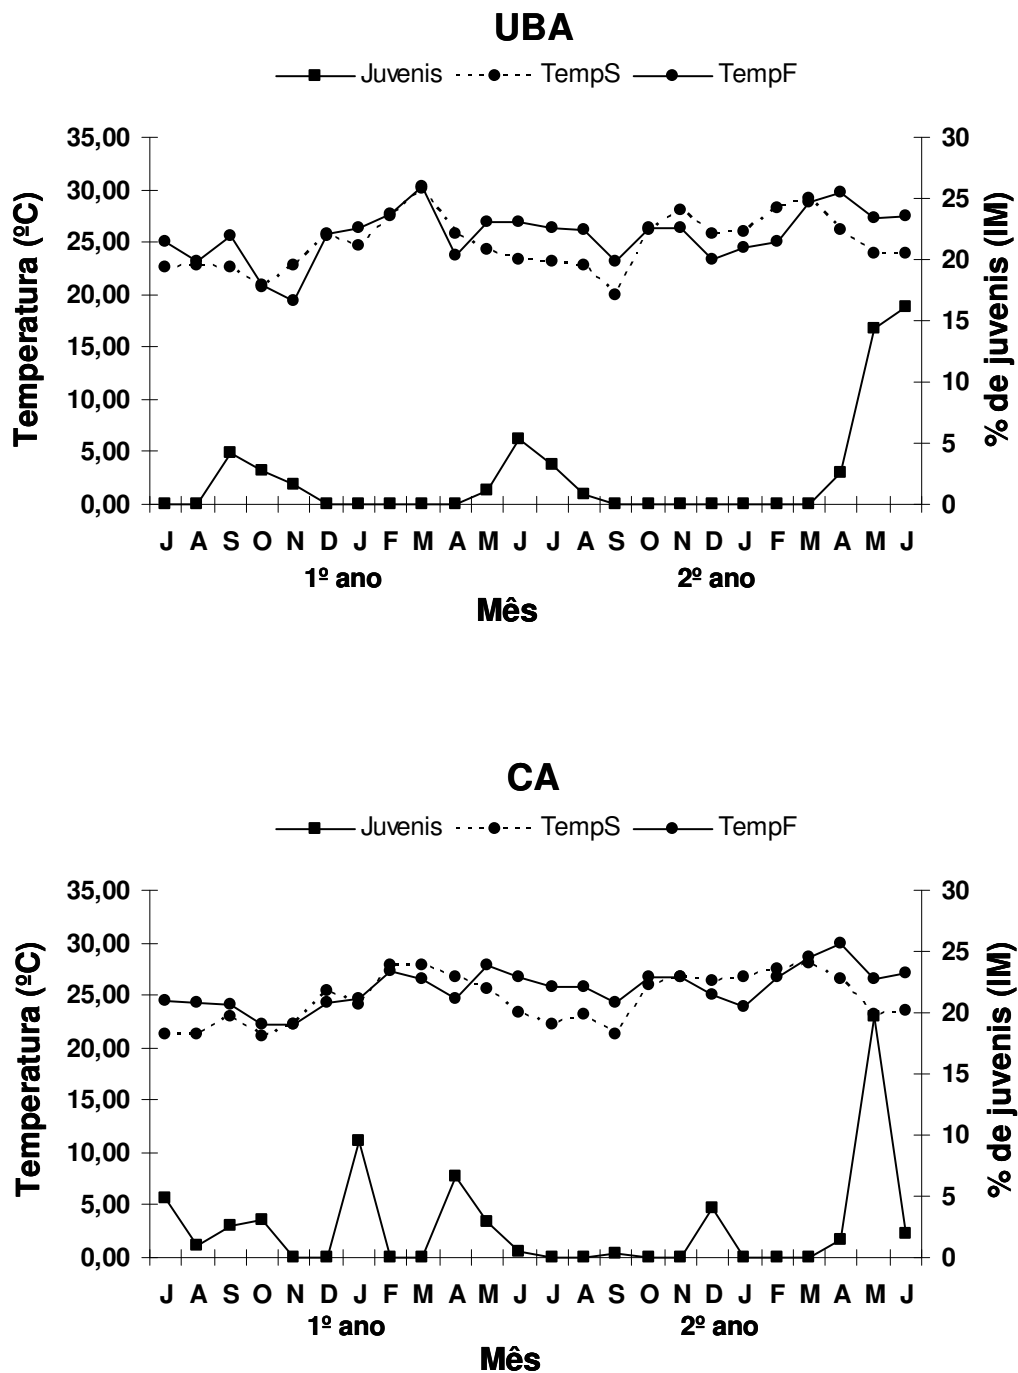 UBA
Juvenis TempS TempF
35,00 30
30,00 25
25,00 20
20,00 15
15,00 10
10,00 5
5,00 0
0,00
Temperatura (ºC)
% de juvenis (IM)
J A S O N D J F M A M J J A S O N D J F M A M J
1º ano 2º ano
Mês
CA
Juvenis TempS TempF
35,00 30
30,00 25
25,00 20
20,00 15
15,00 10
10,00 5
5,00 0
0,00
Temperatura (ºC)
% de juvenis (IM)
J A S O N D J F M A M J J A S O N D J F M A M J
1º ano 2º ano
Mês